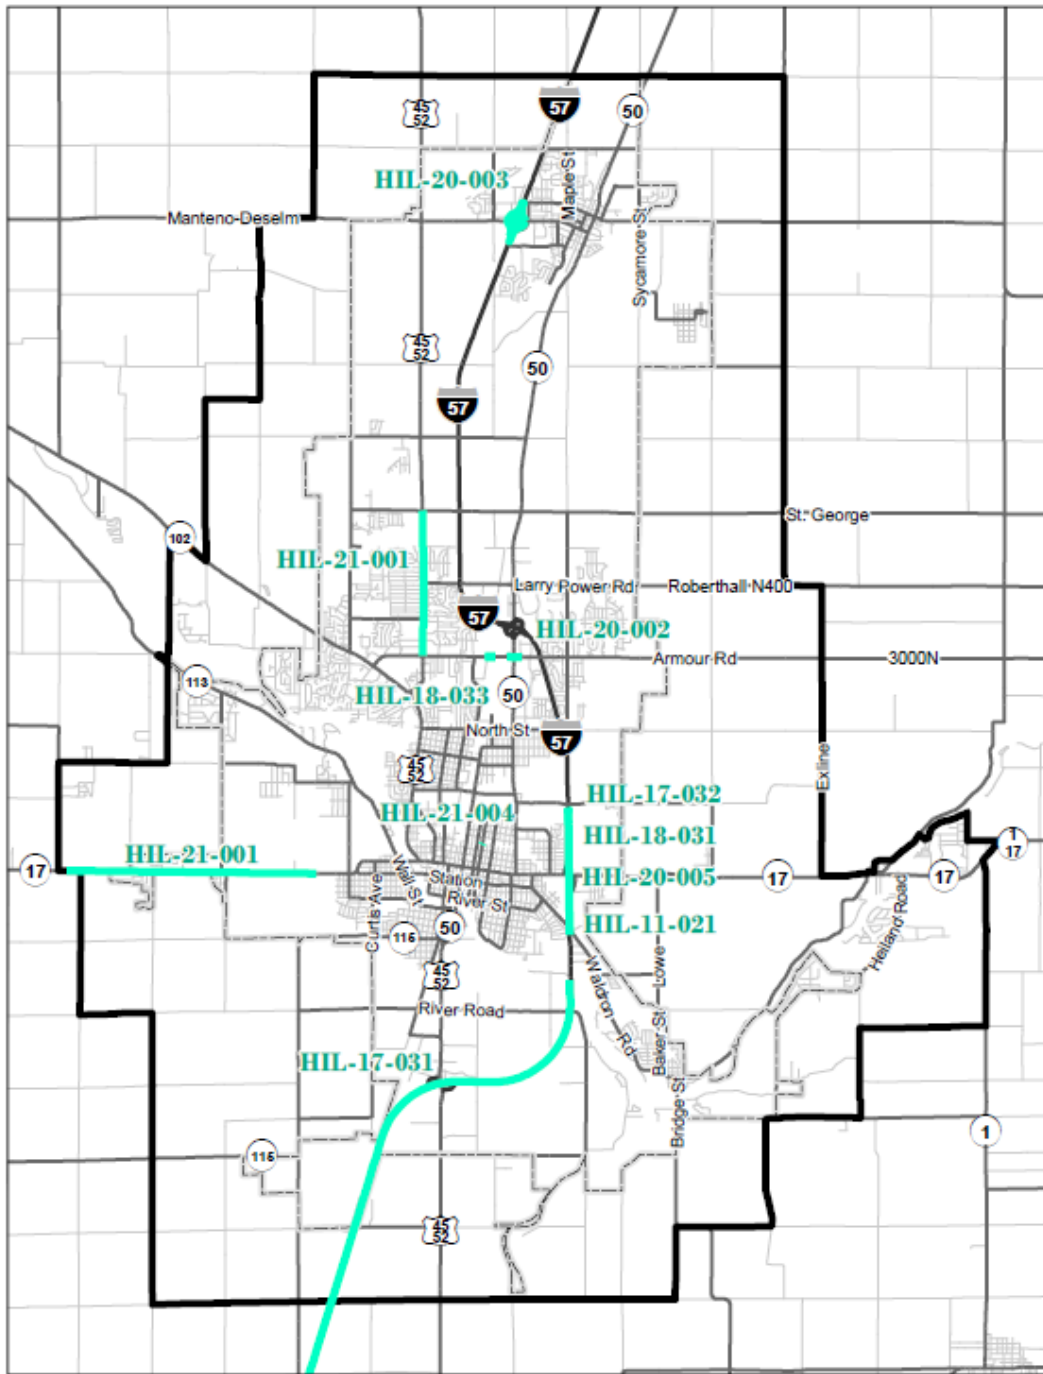 57
45
52
50
HIL-20-003
Maple St
Manteno-Deselm
Sycamore St
45
52
50
57
St. George
102
HIL-21-001
Larry Power Rd
Roberthall N400
57
HIL-20-002
Armour Rd
3000N
113
HIL-18-033
50
North St
57
45
52
Exline
HIL-17-032
HIL-21-004
HIL-18-031
T
17
HIL-21-001
17
Wall St
Station
HIL-20-005
17
17
Curtis Ave
River St
HIL-11-021
50
115
Heiland Road
45
52
Waldron Rd
Lowe
River Road
Baker St
HIL-17-031
Bridge St
1
115
45
52